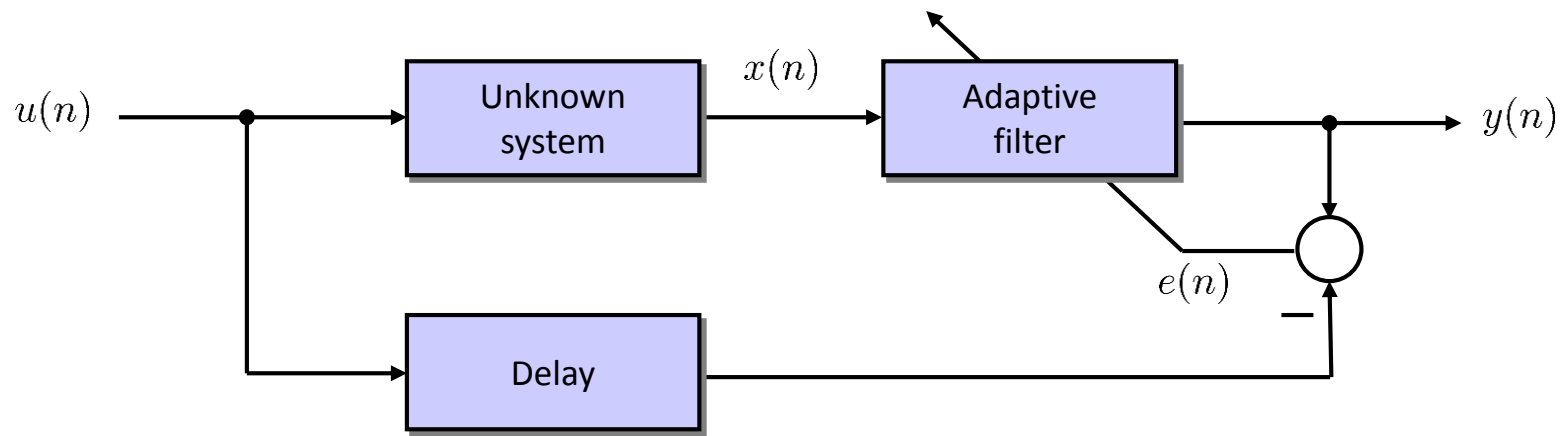 u(n)
Unknown
system
x(n)
Adaptive
filter
y(n)
e(n)
−
Delay